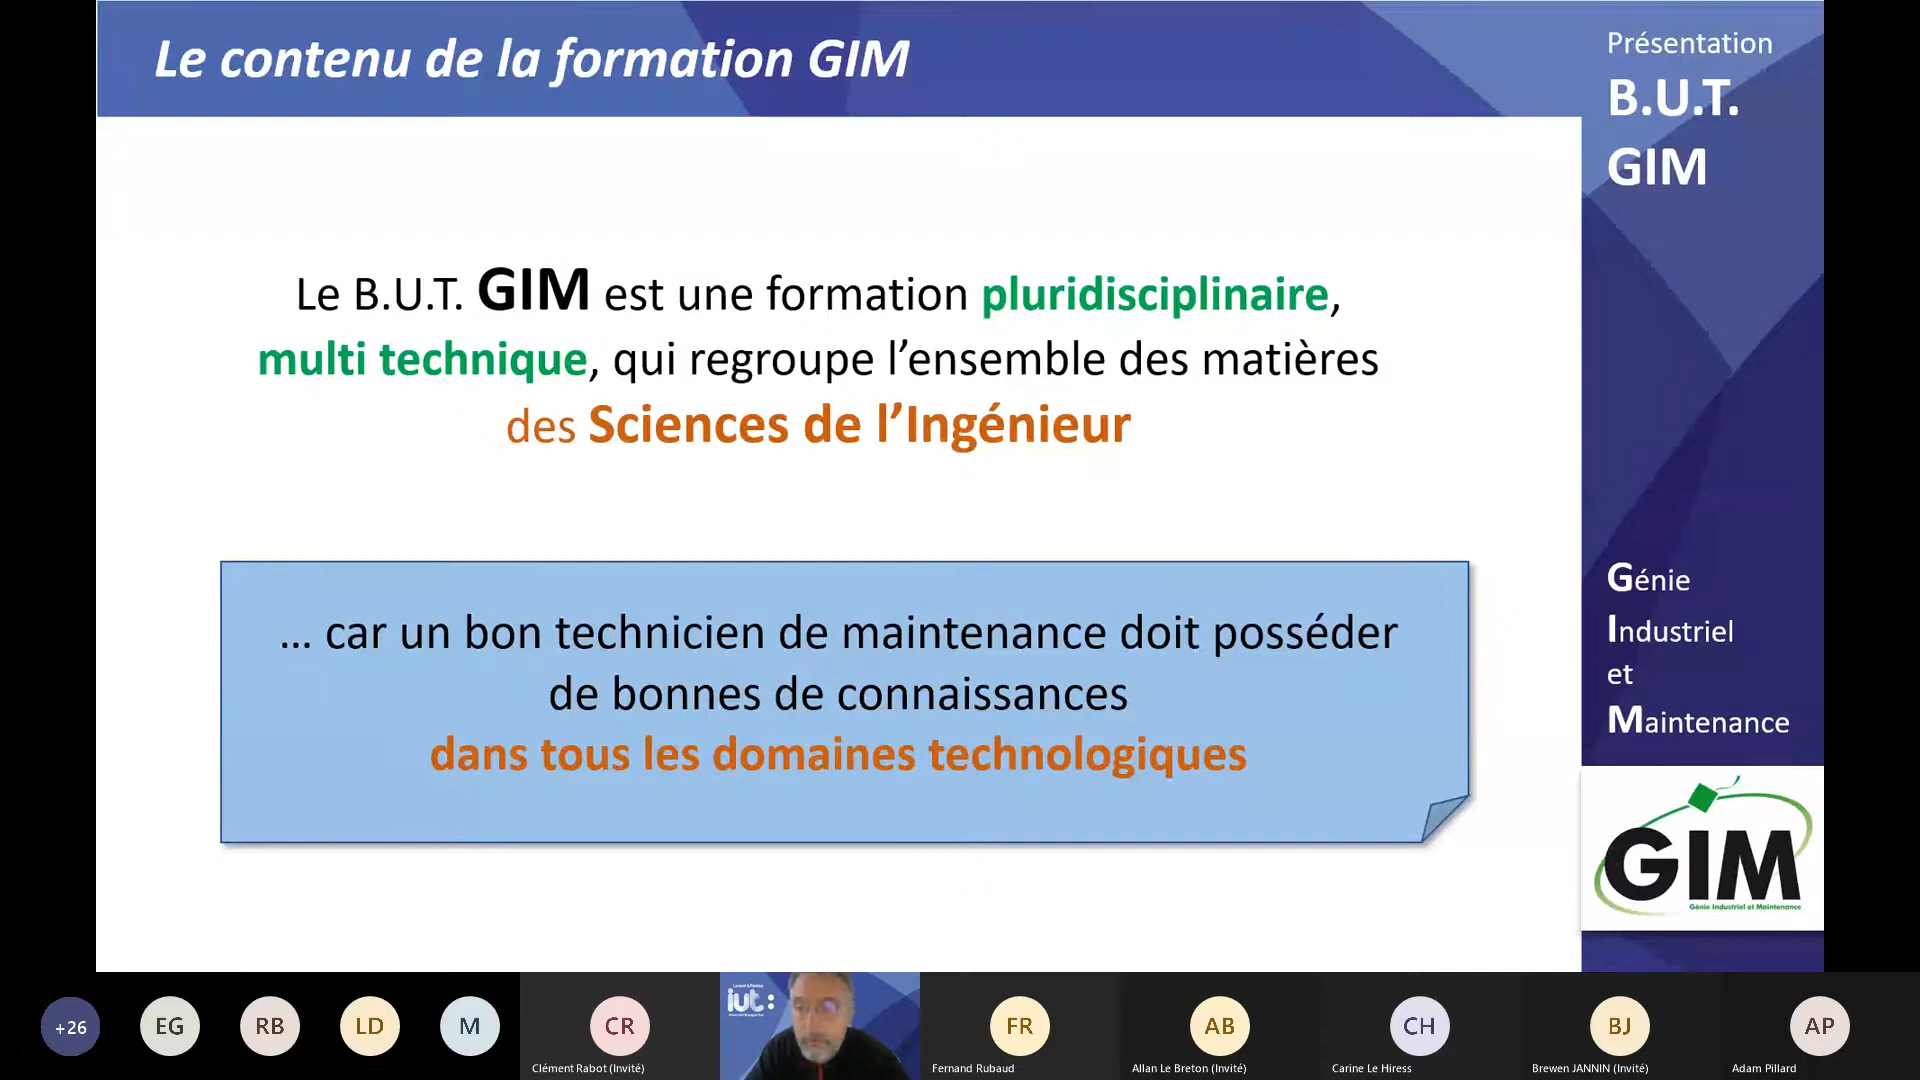 Le contenu de la formation GIM
Présentation
B.U.T.
GIM
Le B.U.T. GIM est une formation pluridisciplinaire,
multi technique, qui regroupe l’ensemble des matières
des Sciences de l’Ingénieur
... car un bon technicien de maintenance doit posséder
de bonnes de connaissances
dans tous les domaines technologiques
Génie
Industriel
et
Maintenance
GIM
Génie Industriel et Maintenance
+26
EG
RB
LD
M
CR
Clément Rabot (Invité)
iut:
FR
Fernand Rubaud
AB
Allan Le Breton (Invité)
CH
Carine Le Hiress
BJ
Brewen JANNIN (Invité)
AP
Adam Pillard